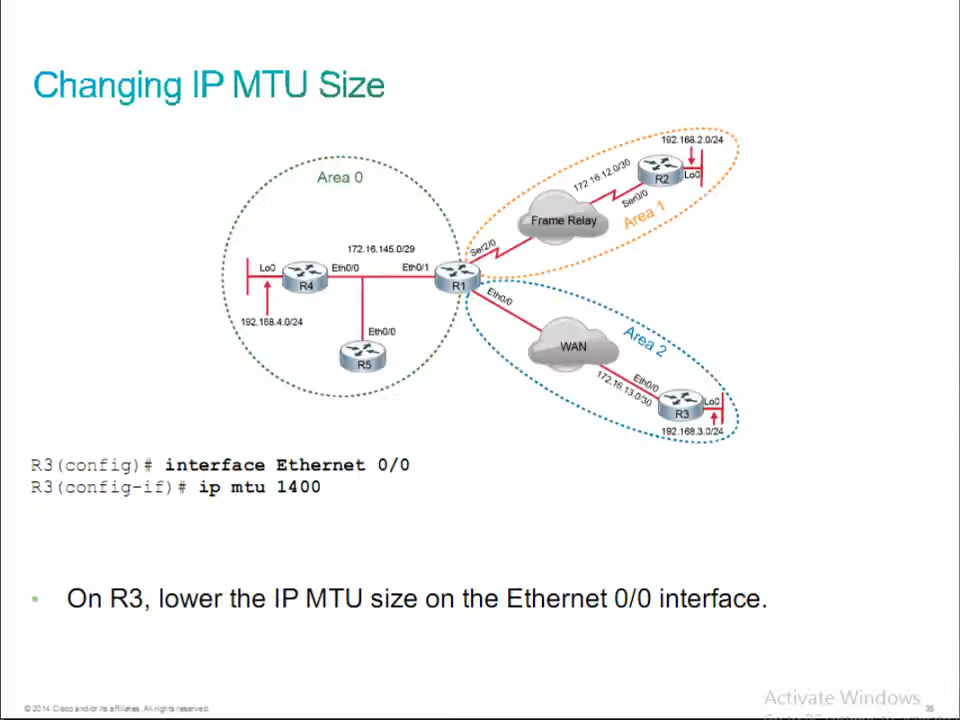 Changing IP MTU Size
192.168.2.0/24
172.16.12.0/30
R2
Lo0
Ser0/0
Area 1
Frame Relay
Ser2/0
Area 0
172.16.145.0/29
Lo0
Eth0/0
Eth0/1
R4
R1
192.168.4.0/24
Eth0/0
R5
Eth0/0
WAN
Area 2
Eth0/0
172.16.13.0/30
Lo0
R3
192.168.3.0/24
R3(config)# interface Ethernet 0/0
R3(config-if)# ip mtu 1400
• On R3, lower the IP MTU size on the Ethernet 0/0 interface.
© 2014 Cisco and/or its affiliates. All rights reserved.
Activate Windows